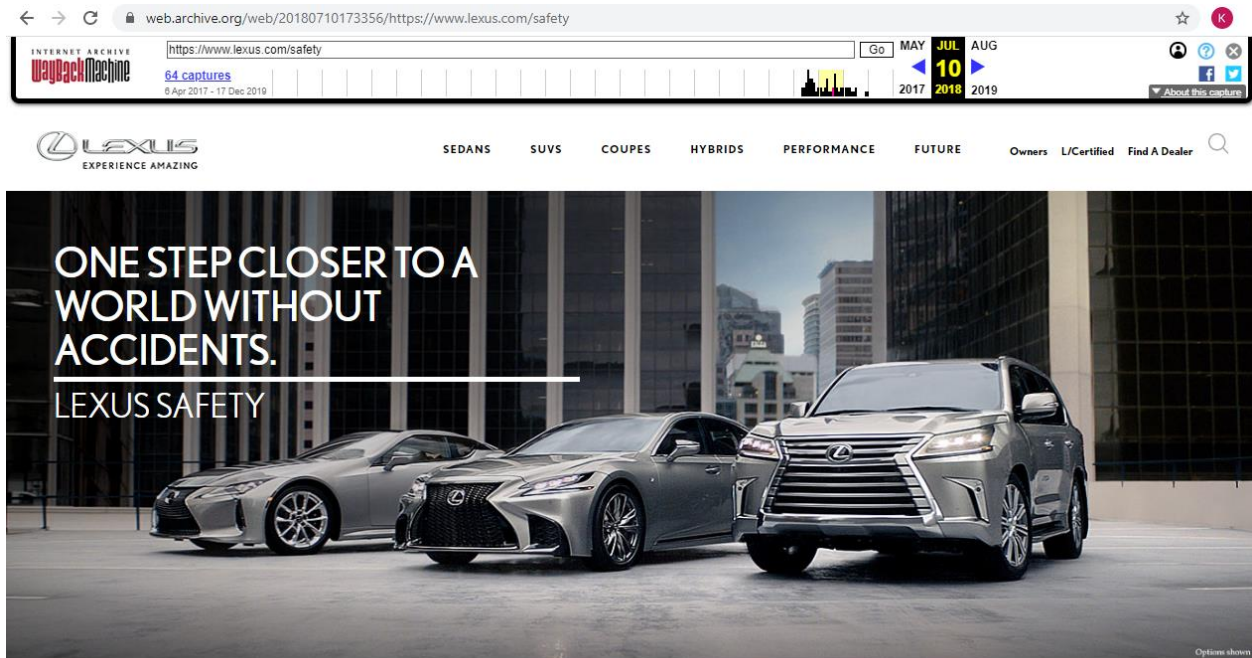 web.archive.org/web/20180710173356/https://www.lexus.com/safety
K
INTERNET ARCHIVE
WayBackMachine
https://www.lexus.com/safety
Go
MAY JUL AUG
64 captures
10
6 Apr 2017 - 17 Dec 2019
2017 2018 2019
About this capture
LEXUS
EXPERIENCE AMAZING
SEDANS SUVS COUPES HYBRIDS PERFORMANCE FUTURE Owners L/Certified Find A Dealer
ONE STEP CLOSER TO A
WORLD WITHOUT
ACCIDENTS.
LEXUS SAFETY
Options shown